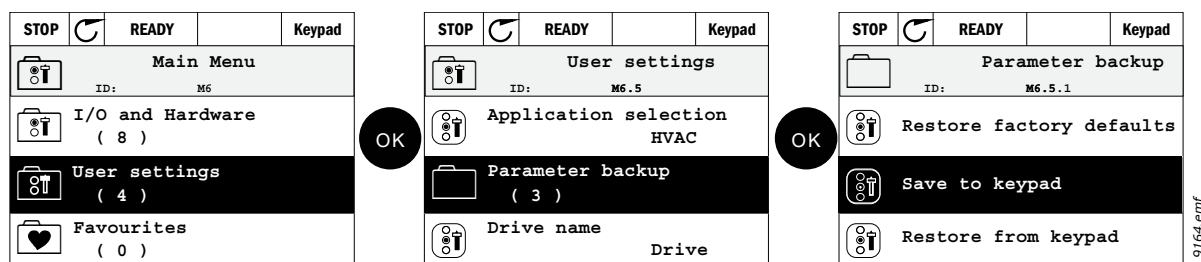 STOP READY Keypad
Main Menu
ID: M6
I/O and Hardware
( 8 )
User settings
( 4 )
Favourites
( 0 )
OK
STOP READY Keypad
User settings
ID: M6.5
Application selection
HVAC
Parameter backup
( 3 )
Drive name
Drive
OK
STOP READY Keypad
Parameter backup
ID: M6.5.1
Restore factory defaults
Save to keypad
Restore from keypad
9164.emf